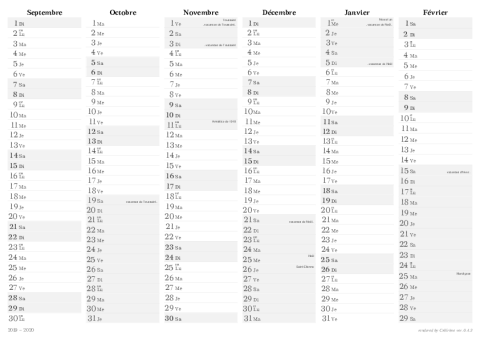 Septembre
1 Di
2 Lu
3 Ma
4 Me
5 Je
6 Ve
7 Sa
8 Di
9 Lu
10 Ma
11 Me
12 Je
13 Ve
14 Sa
15 Di
16 Lu
17 Ma
18 Me
19 Je
20 Ve
21 Sa
22 Di
23 Lu
24 Ma
25 Me
26 Je
27 Ve
28 Sa
29 Di
30 Lu
Octobre
1 Ma
2 Me
3 Je
4 Ve
5 Sa
6 Di
7 Lu
8 Ma
9 Me
10 Je
11 Ve
12 Sa
13 Di
14 Lu
15 Ma
16 Me
17 Je
18 Ve
19 Sa vacances de Toussaint
20 Di
21 Lu
22 Ma
23 Me
24 Je
25 Ve
26 Sa
27 Di
28 Lu
29 Ma
30 Me
31 Je
Novembre
1 Ve Toussaint
vacances de Toussaint
2 Sa
3 Di vacances de Toussaint
4 Lu
5 Ma
6 Me
7 Je
8 Ve
9 Sa
10 Di
11 Lu Armistice de 1918
12 Ma
13 Me
14 Je
15 Ve
16 Sa
17 Di
18 Lu
19 Ma
20 Me
21 Je
22 Ve
23 Sa
24 Di
25 Lu
26 Ma
27 Me
28 Je
29 Ve
30 Sa
Décembre
1 Di
2 Lu
3 Ma
4 Me
5 Je
6 Ve
7 Sa
8 Di
9 Lu
10 Ma
11 Me
12 Je
13 Ve
14 Sa
15 Di
16 Lu
17 Ma
18 Me
19 Je
20 Ve
21 Sa vacances de Noël
22 Di
23 Lu
24 Ma
25 Me Noël
26 Je Saint-Étienne
27 Ve
28 Sa
29 Di
30 Lu
31 Ma
Janvier
1 Me Nouvel an
vacances de Noël
2 Je
3 Ve
4 Sa
5 Di vacances de Noël
6 Lu
7 Ma
8 Me
9 Je
10 Ve
11 Sa
12 Di
13 Lu
14 Ma
15 Me
16 Je
17 Ve
18 Sa
19 Di
20 Lu
21 Ma
22 Me
23 Je
24 Ve
25 Sa
26 Di
27 Lu
28 Ma
29 Me
30 Je
31 Ve
Février
1 Sa
2 Di
3 Lu
4 Ma
5 Me
6 Je
7 Ve
8 Sa
9 Di
10 Lu
11 Ma
12 Me
13 Je
14 Ve
15 Sa vacances d'hiver
16 Di
17 Lu
18 Ma
19 Me
20 Je
21 Ve
22 Sa
23 Di
24 Lu
25 Ma Mardi gras
26 Me
27 Je
28 Ve
29 Sa
2019 – 2020